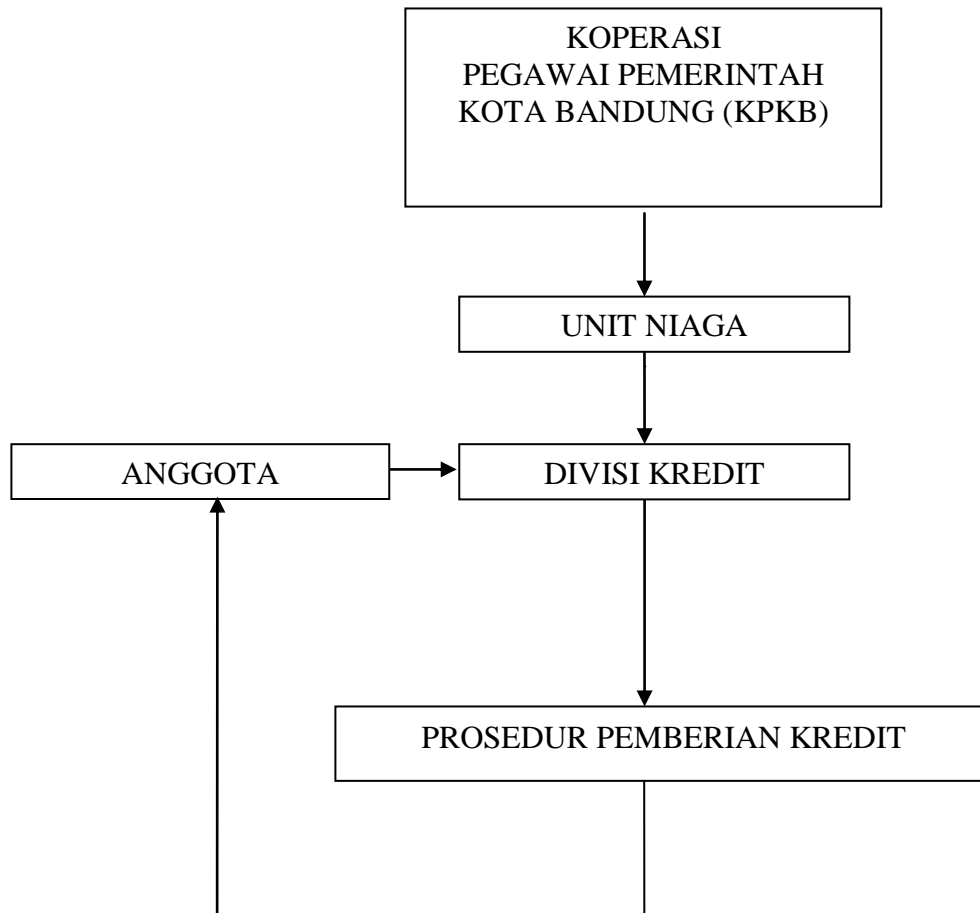 KOPERASI
PEGAWAI PEMERINTAH
KOTA BANDUNG (KPKB)
UNIT NIAGA
ANGGOTA
DIVISI KREDIT
PROSEDUR PEMBERIAN KREDIT